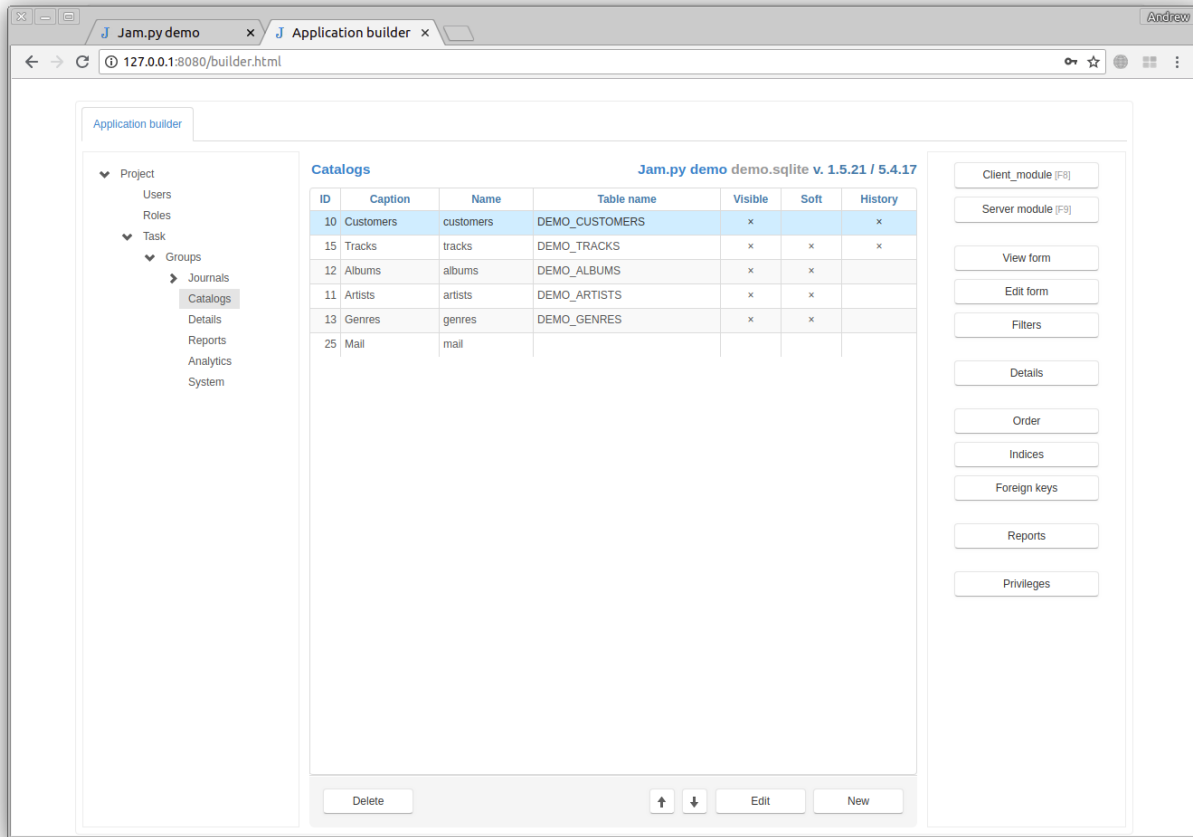 Andrew
Jam.py demo × Application builder ×
127.0.0.1:8080/builder.html
Application builder
Project
Users
Roles
Task
Groups
Journals
Catalogs
Details
Reports
Analytics
System
Catalogs Jam.py demo demo.sqlite v. 1.5.21 / 5.4.17
ID Caption Name Table name Visible Soft History
10 Customers customers DEMO_CUSTOMERS × ×
15 Tracks tracks DEMO_TRACKS × × ×
12 Albums albums DEMO_ALBUMS × ×
11 Artists artists DEMO_ARTISTS × ×
13 Genres genres DEMO_GENRES × ×
25 Mail mail
Delete Edit New
Client_module [F8]
Server module [F9]
View form
Edit form
Filters
Details
Order
Indices
Foreign keys
Reports
Privileges